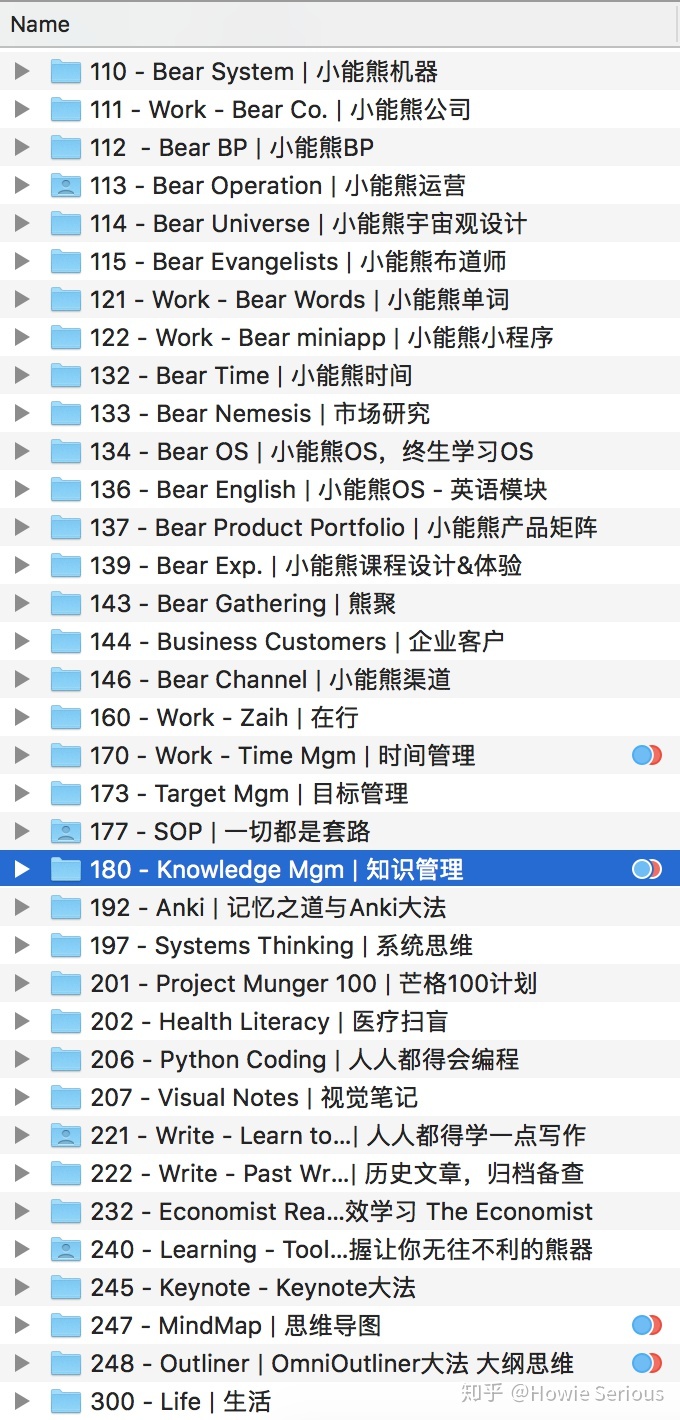 Name
110 - Bear System | 小能熊机器
111 - Work - Bear Co. | 小能熊公司
112  - Bear BP | 小能熊BP
113 - Bear Operation | 小能熊运营
114 - Bear Universe | 小能熊宇宙观设计
115 - Bear Evangelists | 小能熊布道师
121 - Work - Bear Words | 小能熊单词
122 - Work - Bear miniapp | 小能熊小程序
132 - Bear Time | 小能熊时间
133 - Bear Nemesis | 市场研究
134 - Bear OS | 小能熊OS，终生学习OS
136 - Bear English | 小能熊OS - 英语模块
137 - Bear Product Portfolio | 小能熊产品矩阵
139 - Bear Exp. | 小能熊课程设计&体验
143 - Bear Gathering | 熊聚
144 - Business Customers | 企业客户
146 - Bear Channel | 小能熊渠道
160 - Work - Zaih | 在行
170 - Work - Time Mgm | 时间管理
173 - Target Mgm | 目标管理
177 - SOP | 一切都是套路
180 - Knowledge Mgm | 知识管理
192 - Anki | 记忆之道与Anki大法
197 - Systems Thinking | 系统思维
201 - Project Munger 100 | 芒格100计划
202 - Health Literacy | 医疗扫盲
206 - Python Coding | 人人都得会编程
207 - Visual Notes | 视觉笔记
221 - Write - Learn to...| 人人都得学一点写作
222 - Write - Past Wr...| 历史文章，归档备查
232 - Economist Rea...效学习 The Economist
240 - Learning - Tool...握让你无往不利的熊器
245 - Keynote - Keynote大法
247 - MindMap | 思维导图
248 - Outliner | OmniOutliner大法 大纲思维
300 - Life | 生活
知乎 @Howie Serious